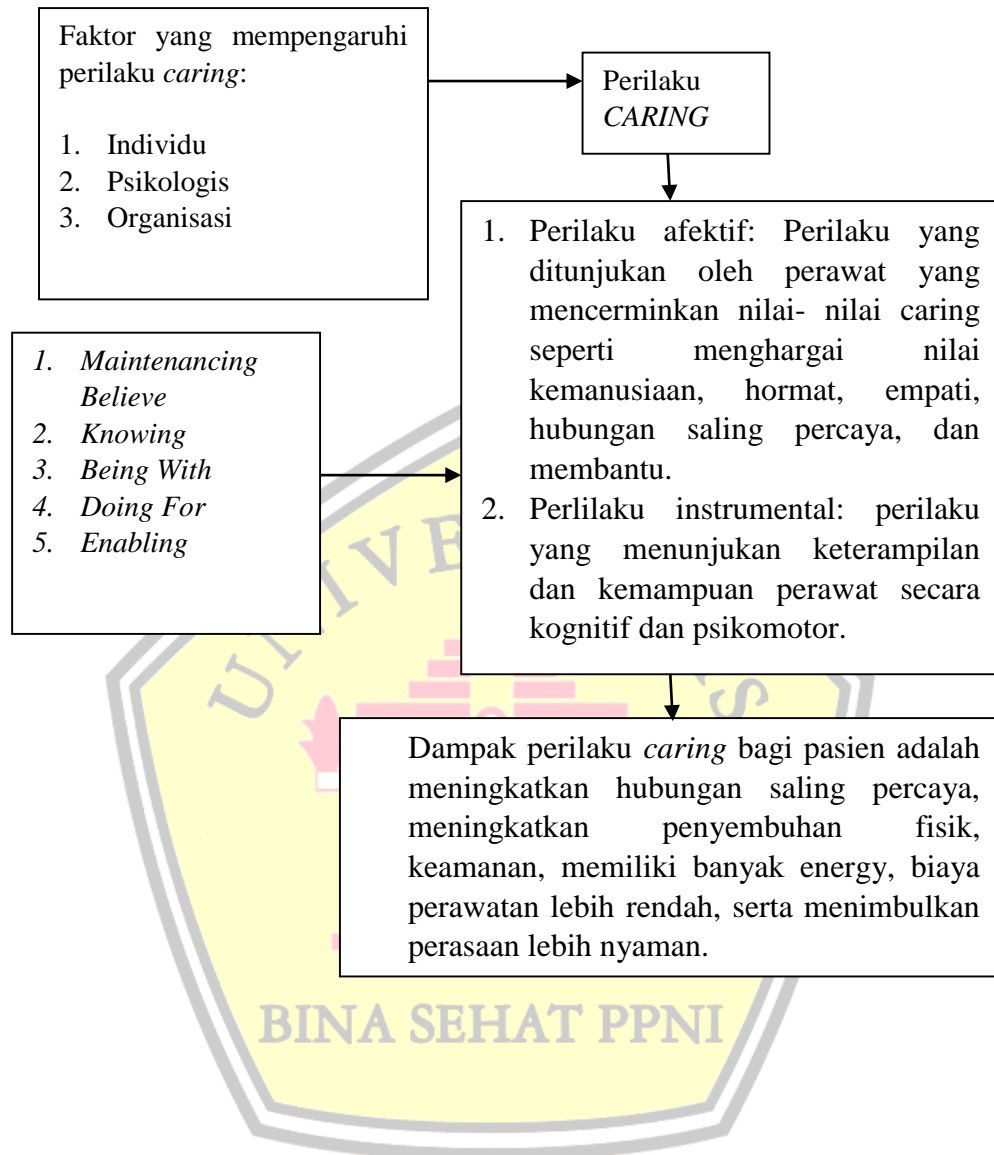 Faktor yang mempengaruhi
perilaku caring:
1. Individu
2. Psikologis
3. Organisasi
Perilaku
CARING
1. Perilaku afektif: Perilaku yang
ditunjukan oleh perawat yang
mencerminkan nilai- nilai caring
seperti menghargai nilai
kemanusiaan, hormat, empati,
hubungan saling percaya, dan
membantu.
2. Perlilaku instrumental: perilaku
yang menunjukan keterampilan
dan kemampuan perawat secara
kognitif dan psikomotor.
1. Maintenancing
Believe
2. Knowing
3. Being With
4. Doing For
5. Enabling
Dampak perilaku caring bagi pasien adalah
meningkatkan hubungan saling percaya,
meningkatkan penyembuhan fisik,
keamanan, memiliki banyak energy, biaya
perawatan lebih rendah, serta menimbulkan
perasaan lebih nyaman.
BINA SEHAT PPNI